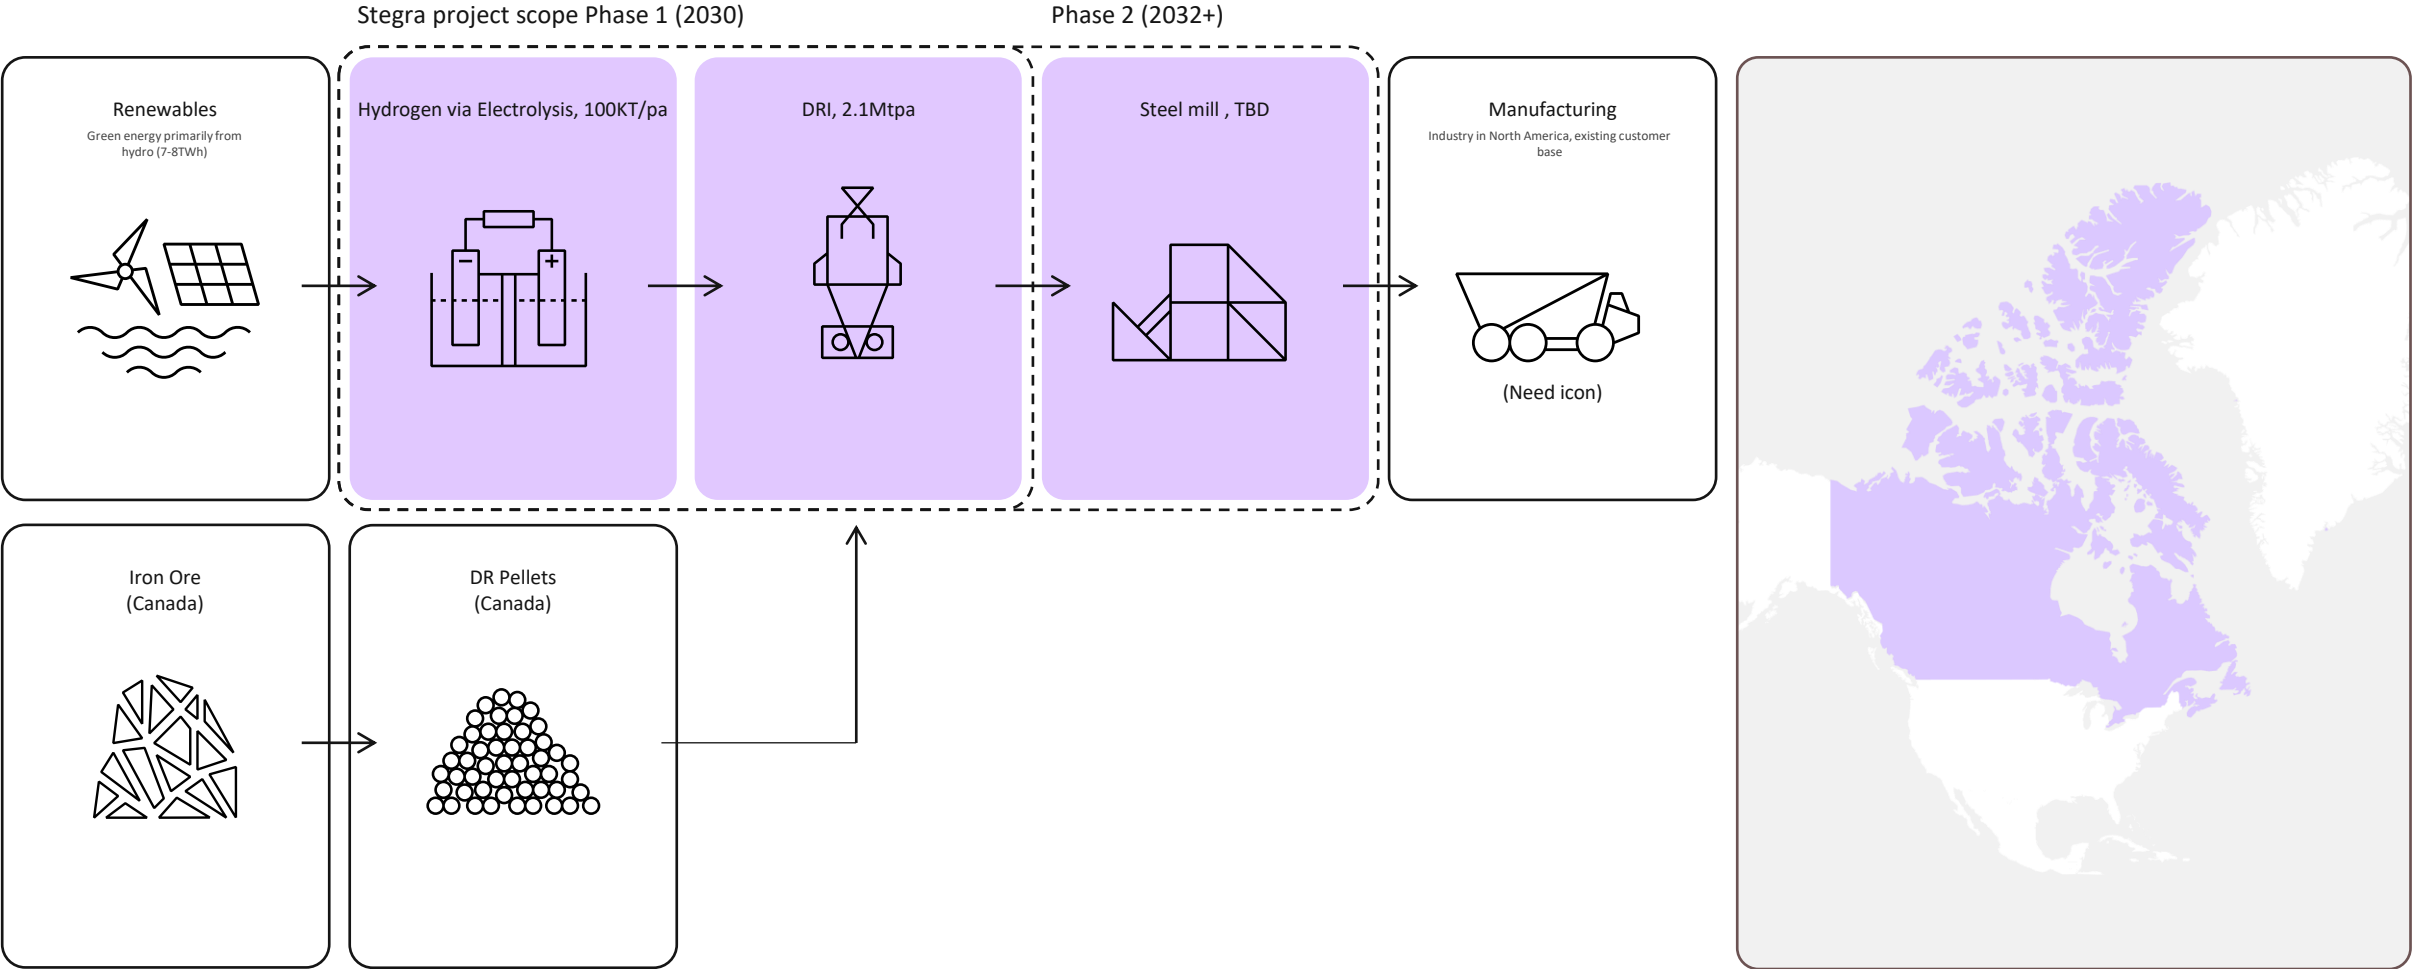 Stegra project scope Phase 1 (2030)
Phase 2 (2032+)
Renewables
Green energy primarily from
hydro (7-8TWh)
Hydrogen via Electrolysis, 100KT/pa
DRI, 2.1Mtpa
Steel mill , TBD
Manufacturing
Industry in North America, existing customer
base
− +
(Need icon)
Iron Ore
(Canada)
DR Pellets
(Canada)